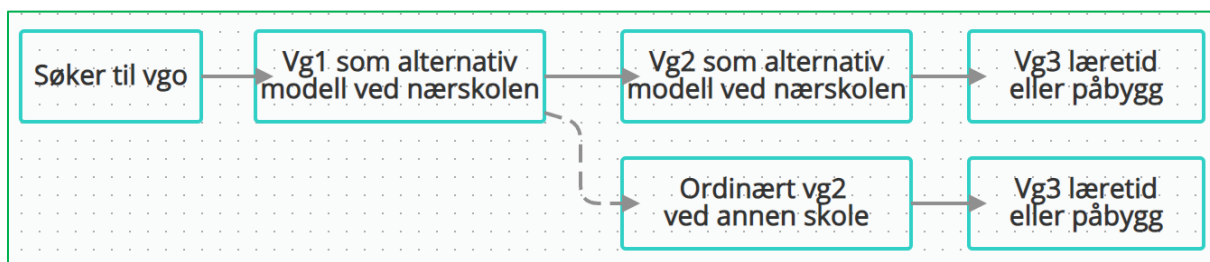 Søker til vgo
Vg1 som alternativ
modell ved nærskolen
Vg2 som alternativ
modell ved nærskolen
Vg3 læretid
eller påbygg
Ordinært vg2
ved annen skole
Vg3 læretid
eller påbygg